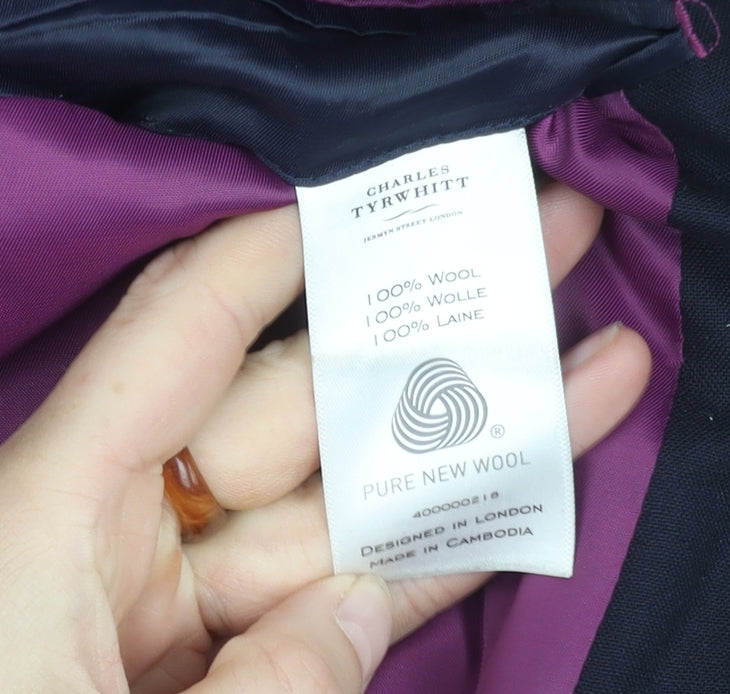 CHARLES
TYRWHITT
JERMYN STREET LONDON
100% WOOL
100% WOLLE
100% LAINE
®
PURE NEW WOOL
400000218
DESIGNED IN LONDON
MADE IN CAMBODIA